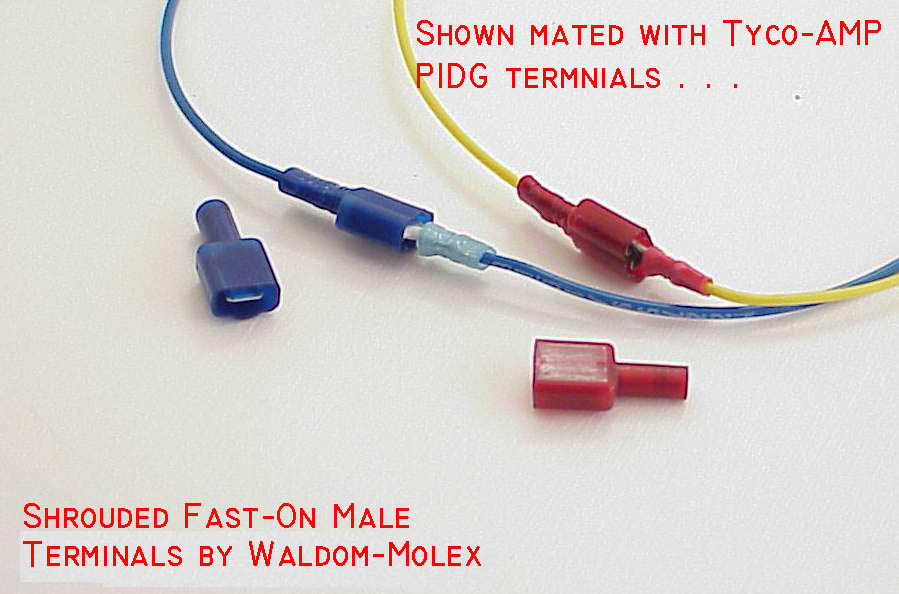 SHOWN MATED WITH TYCO-AMP
PIDG TERMNIALS . . .
SHROUDED FAST-ON MALE
TERMINALS BY WALDOM-MOLEX